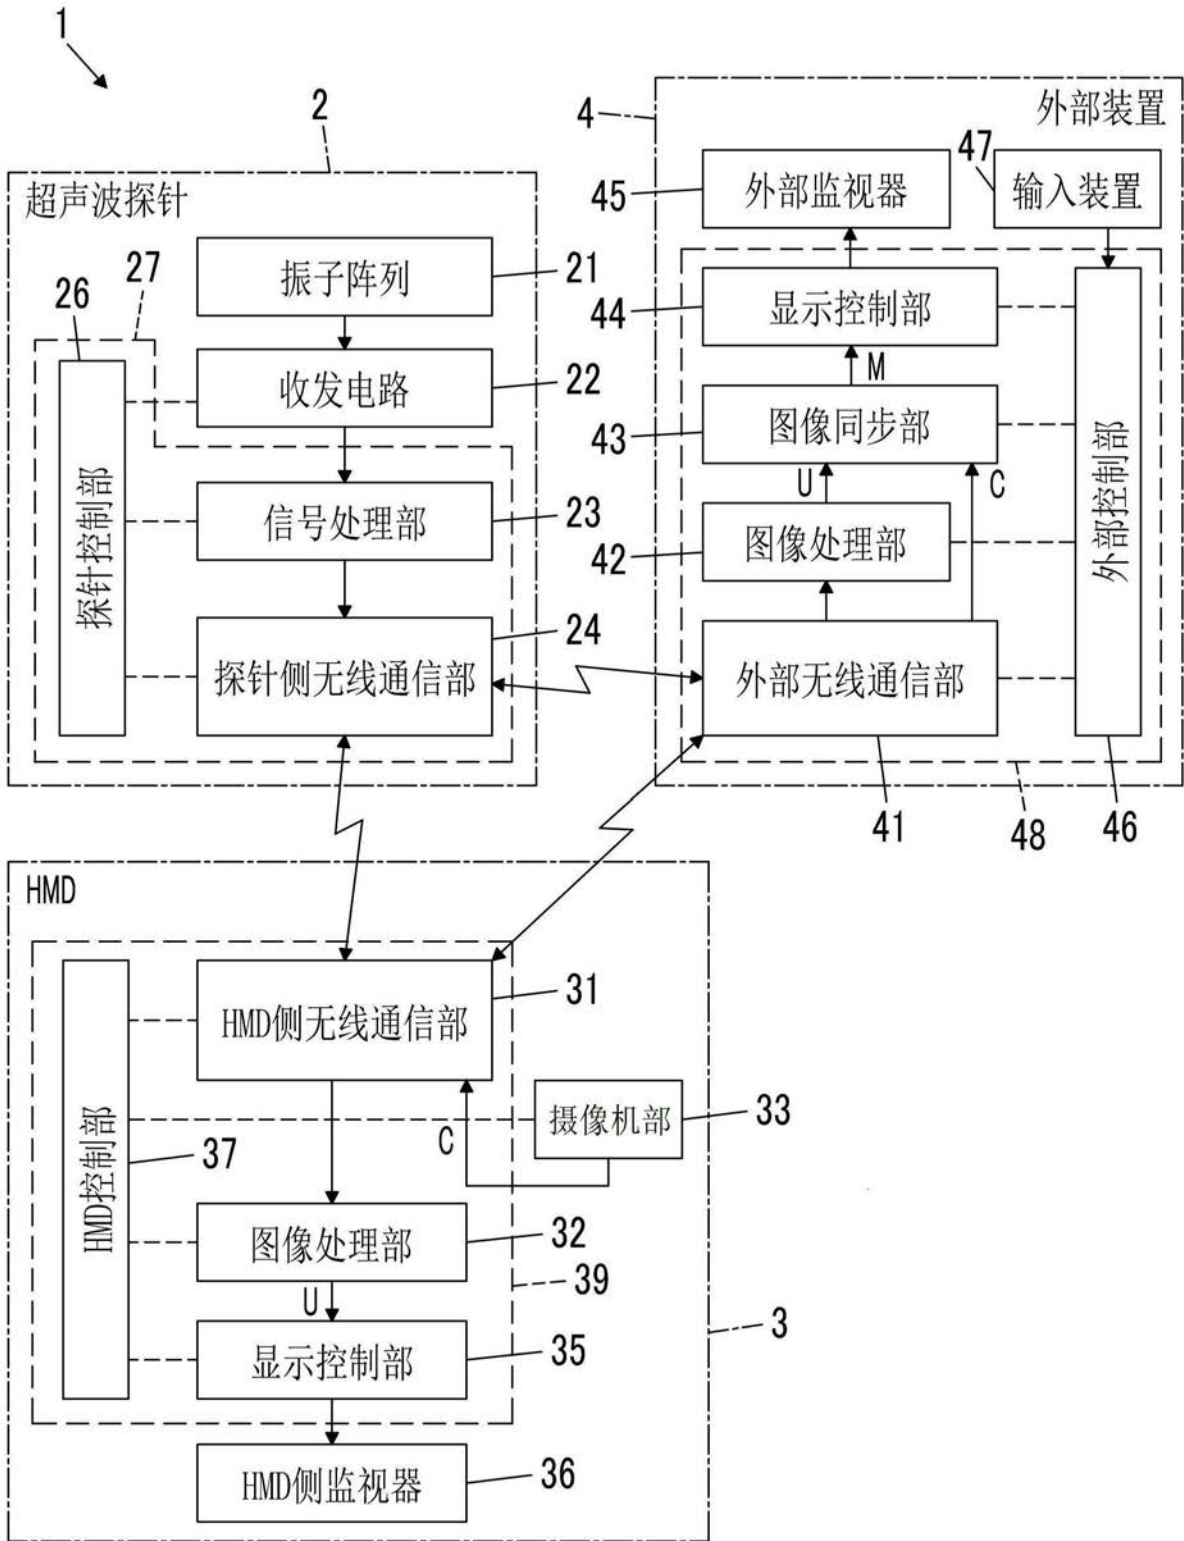 1
2
超声波探针
振子阵列
21
26
27
收发电路
22
探针控制部
信号处理部
23
24
探针侧无线通信部
4
外部装置
47
45
外部监视器
输入装置
44
显示控制部
M
43
图像同步部
U
C
42
图像处理部
外部控制部
外部无线通信部
41
48
46
HMD
31
HMD侧无线通信部
摄像机部
33
C
HMD控制部
37
图像处理部
32
39
U
3
显示控制部
35
HMD侧监视器
36